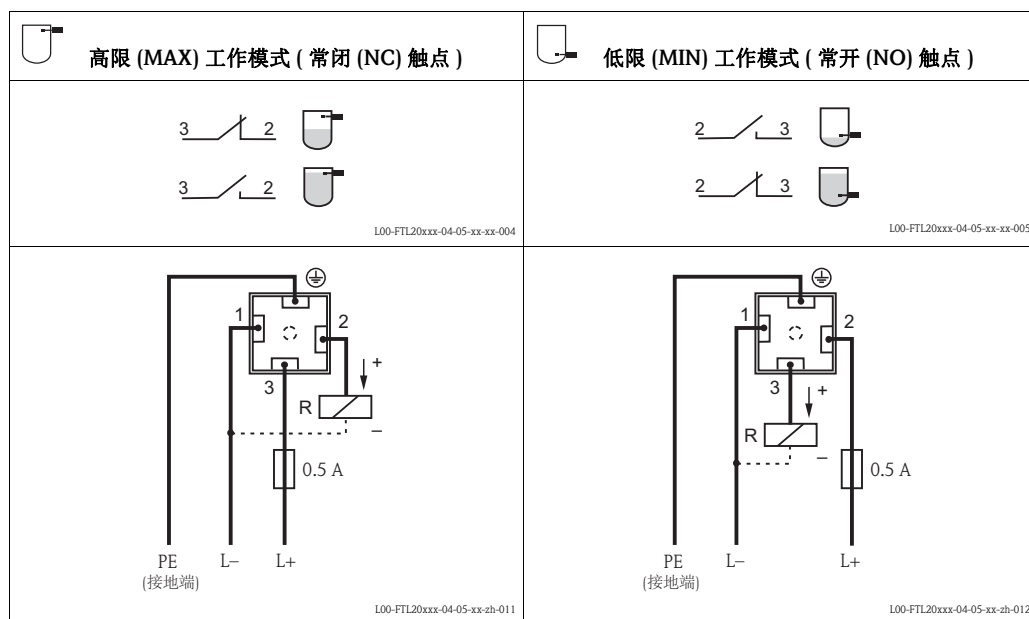 高限 (MAX) 工作模式 ( 常闭 (NC) 触点 )
低限 (MIN) 工作模式 ( 常开 (NO) 触点 )
3 2
3 2
L00-FTL20xxx-04-05-xx-xx-004
2 3
2 3
L00-FTL20xxx-04-05-xx-xx-005
1 2
3 +
R
–
0.5 A
PE L– L+
(接地端)
L00-FTL20xxx-04-05-xx-zh-011
1 2
3 +
R
–
0.5 A
PE L– L+
(接地端)
L00-FTL20xxx-04-05-xx-zh-012